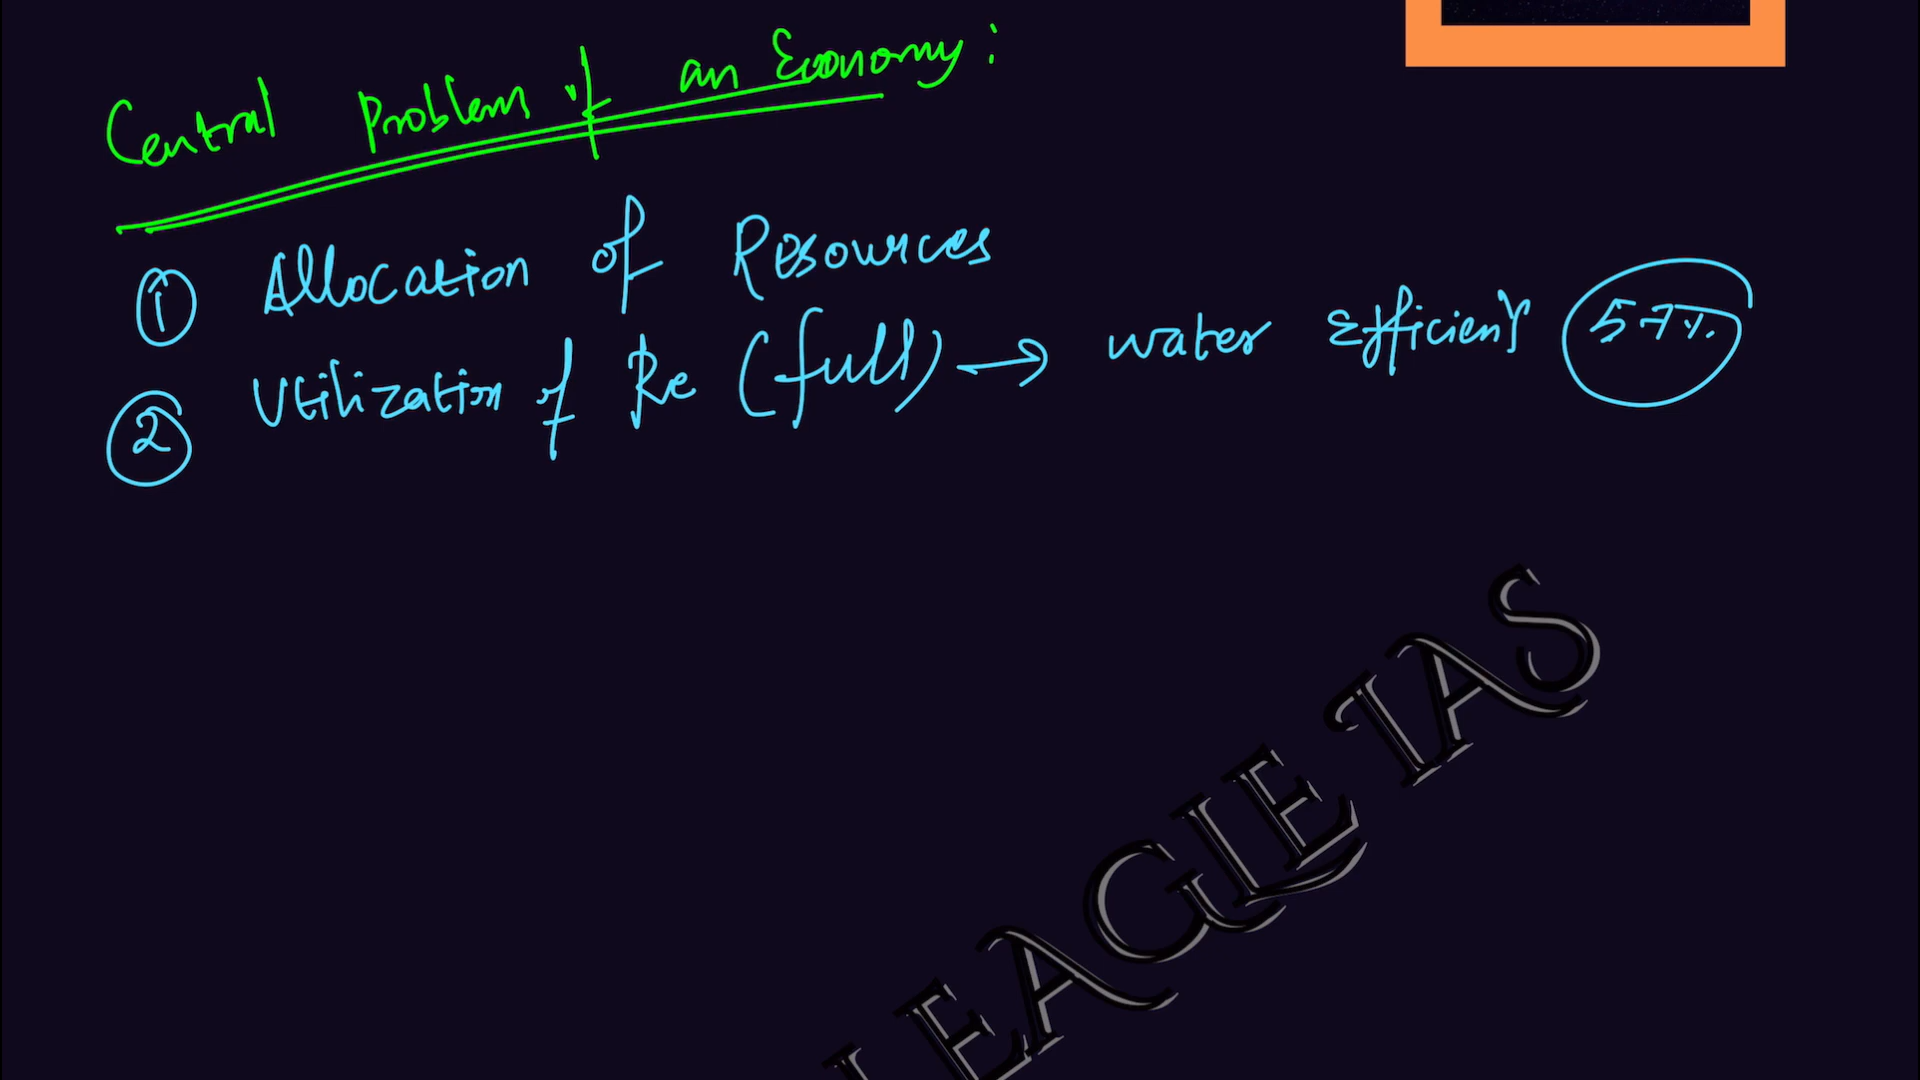 Central Problem of an Economy:
① Allocation of Resources
② Utilization of Re (full) → water Efficiency 57%
LEAGLE IAS